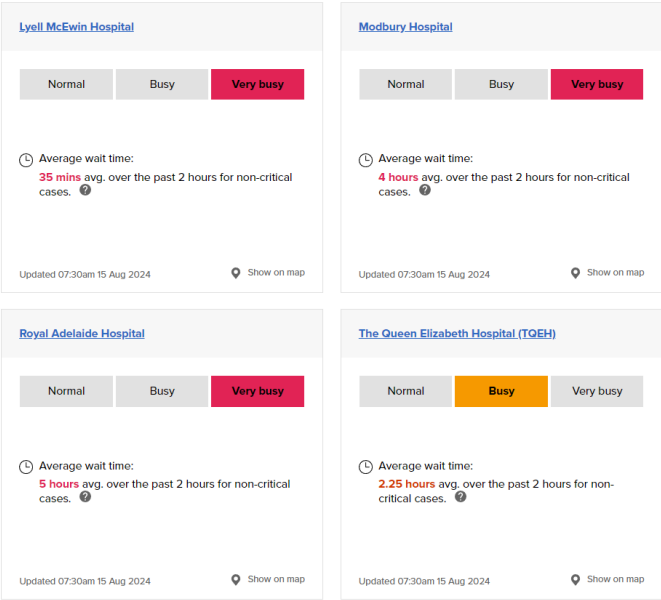 Lyell McEwin Hospital
Normal Busy Very busy
Average wait time:
35 mins avg. over the past 2 hours for non-critical
cases. ?
Updated 07:30am 15 Aug 2024 Show on map
Modbury Hospital
Normal Busy Very busy
Average wait time:
4 hours avg. over the past 2 hours for non-critical
cases. ?
Updated 07:30am 15 Aug 2024 Show on map
Royal Adelaide Hospital
Normal Busy Very busy
Average wait time:
5 hours avg. over the past 2 hours for non-critical
cases. ?
Updated 07:30am 15 Aug 2024 Show on map
The Queen Elizabeth Hospital (TQEH)
Normal Busy Very busy
Average wait time:
2.25 hours avg. over the past 2 hours for non-
critical cases. ?
Updated 07:30am 15 Aug 2024 Show on map